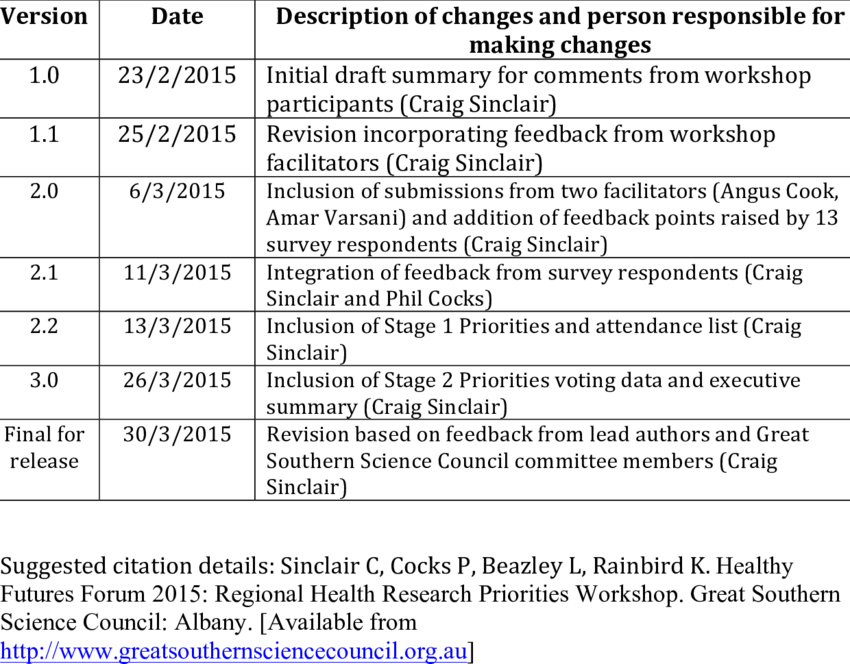 Version Date Description of changes and person responsible for
making changes
1.0 23/2/2015 Initial draft summary for comments from workshop
participants (Craig Sinclair)
1.1 25/2/2015 Revision incorporating feedback from workshop
facilitators (Craig Sinclair)
2.0 6/3/2015 Inclusion of submissions from two facilitators (Angus Cook,
Amar Varsani) and addition of feedback points raised by 13
survey respondents (Craig Sinclair)
2.1 11/3/2015 Integration of feedback from survey respondents (Craig
Sinclair and Phil Cocks)
2.2 13/3/2015 Inclusion of Stage 1 Priorities and attendance list (Craig
Sinclair)
3.0 26/3/2015 Inclusion of Stage 2 Priorities voting data and executive
summary (Craig Sinclair)
Final for 30/3/2015 Revision based on feedback from lead authors and Great
release Southern Science Council committee members (Craig
Sinclair)
Suggested citation details: Sinclair C, Cocks P, Beazley L, Rainbird K. Healthy
Futures Forum 2015: Regional Health Research Priorities Workshop. Great Southern
Science Council: Albany. [Available from
http://www.greatsouthernsciencecouncil.org.au]